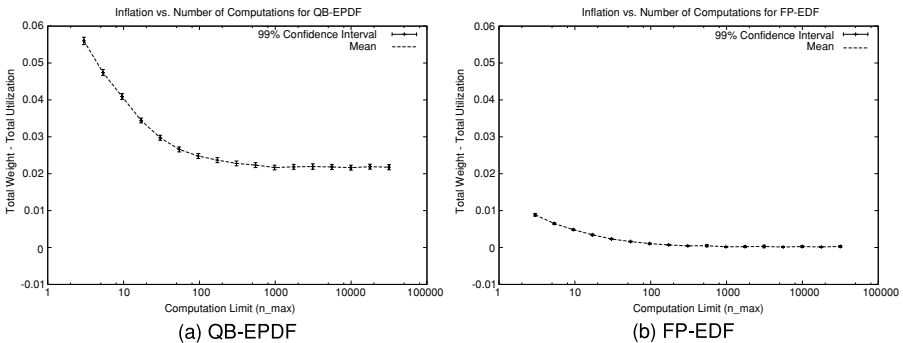 Inflation vs. Number of Computations for QB-EPDF
0.06
0.05
0.04
0.03
0.02
0.01
0
-0.01
Total Weight - Total Utilization
99% Confidence Interval
Mean
1
10
100
1000
10000
100000
Computation Limit (n_max)
(a) QB-EPDF
Inflation vs. Number of Computations for FP-EDF
0.06
0.05
0.04
0.03
0.02
0.01
0
-0.01
Total Weight - Total Utilization
99% Confidence Interval
Mean
1
10
100
1000
10000
100000
Computation Limit (n_max)
(b) FP-EDF